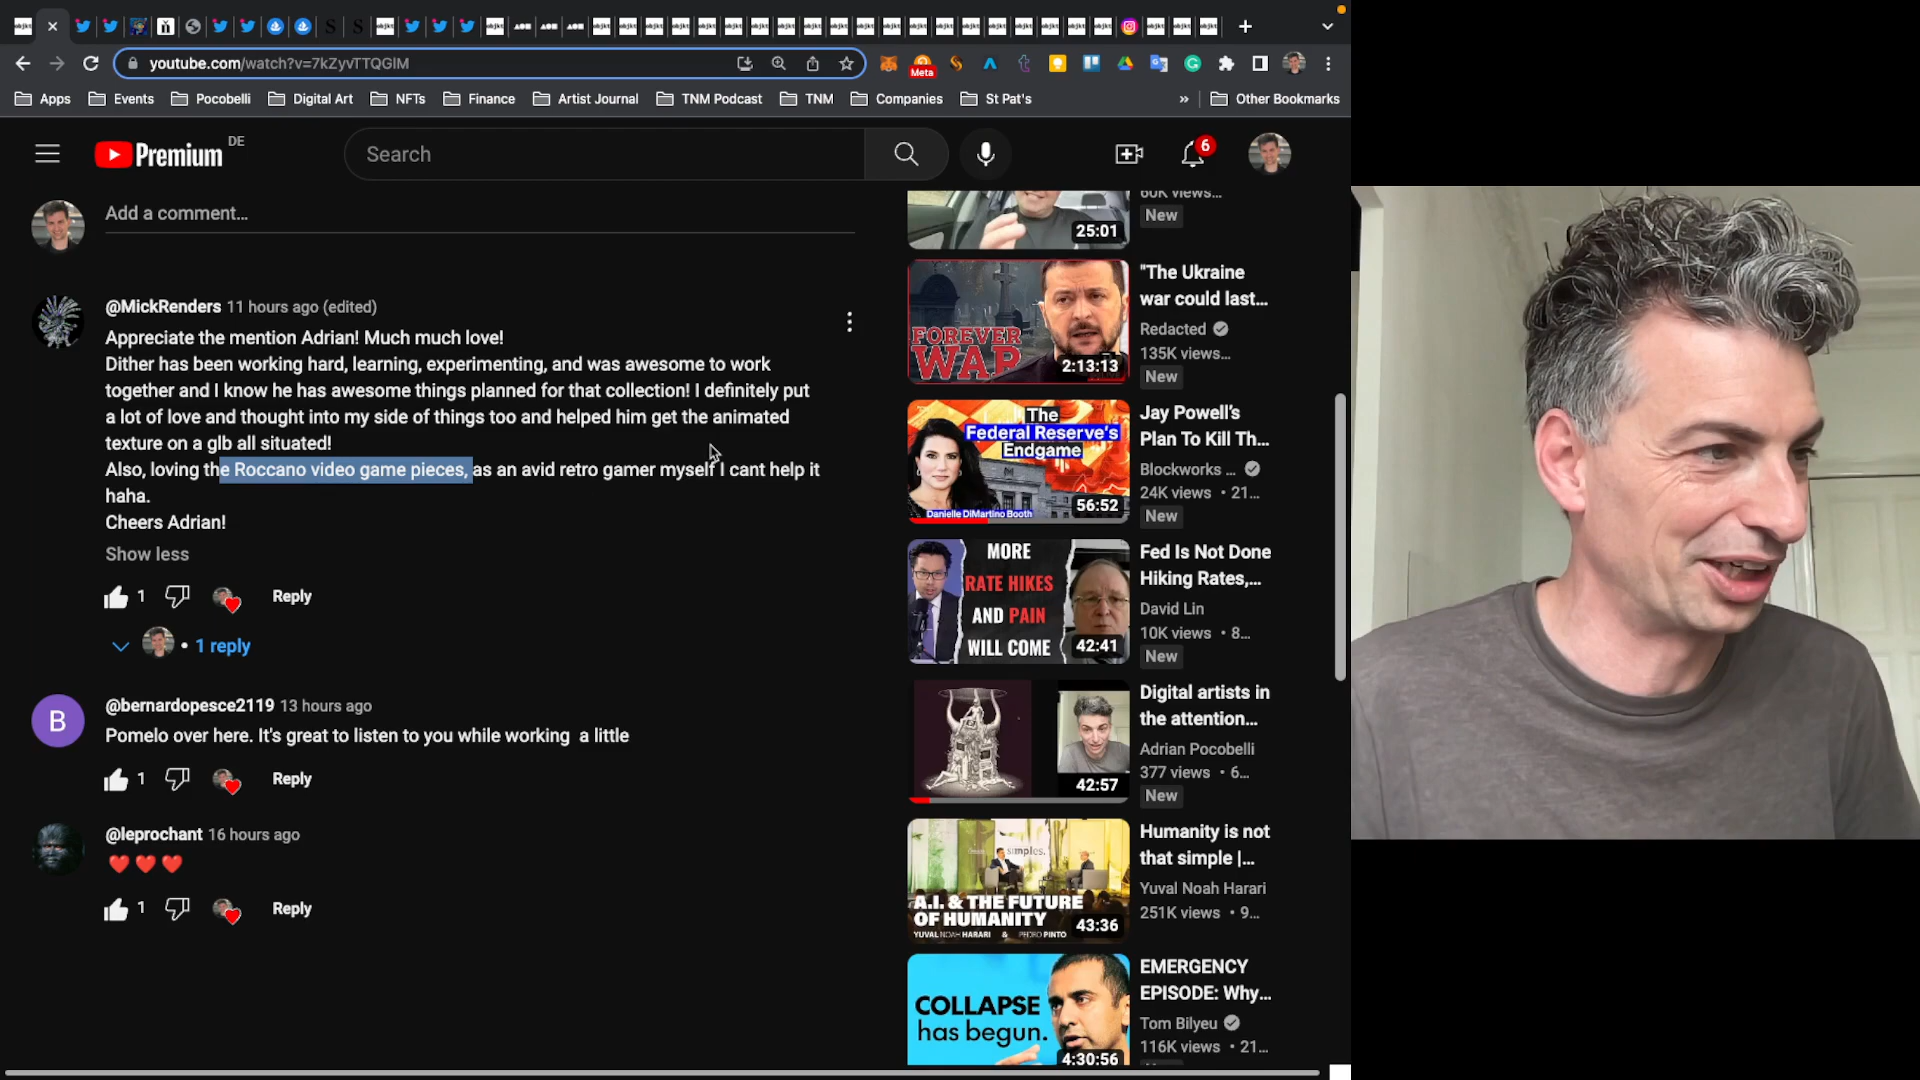 youtube.com/watch?v=7kZyvTTQGlM
Meta
Apps
Events
Pocobelli
Digital Art
NFTs
Finance
Artist Journal
TNM Podcast
TNM
Companies
St Pat's
»
Other Bookmarks
Premium
DE
Search
6
Add a comment...
@MickRenders 11 hours ago (edited)
Appreciate the mention Adrian! Much much love!
Dither has been working hard, learning, experimenting, and was awesome to work
together and I know he has awesome things planned for that collection! I definitely put
a lot of love and thought into my side of things too and helped him get the animated
texture on a glb all situated!
Also, loving the Roccano video game pieces, as an avid retro gamer myself I cant help it
haha.
Cheers Adrian!
Show less
1
Reply
• 1 reply
B
@bernardopesce2119 13 hours ago
Pomelo over here. It's great to listen to you while working a little
1
Reply
@leprochant 16 hours ago
❤️❤️❤️
1
Reply
60K views...
New
25:01
FOREVER
WAR
2:13:13
"The Ukraine
war could last...
Redacted
135K views...
New
The
Federal Reserve's
Endgame
Danielle DiMartino Booth
56:52
Jay Powell's
Plan To Kill Th...
Blockworks ...
24K views • 21...
New
MORE
RATE HIKES
AND PAIN
WILL COME
42:41
Fed Is Not Done
Hiking Rates,...
David Lin
10K views • 8...
New
42:57
Digital artists in
the attention...
Adrian Pocobelli
377 views • 6...
New
simples.
A.I. & THE FUTURE
OF HUMANITY
YUVAL NOAH HARARI & PEDRO PINTO
43:36
Humanity is not
that simple |...
Yuval Noah Harari
251K views • 9...
COLLAPSE
has begun.
4:30:56
EMERGENCY
EPISODE: Why...
Tom Bilyeu
116K views • 21...